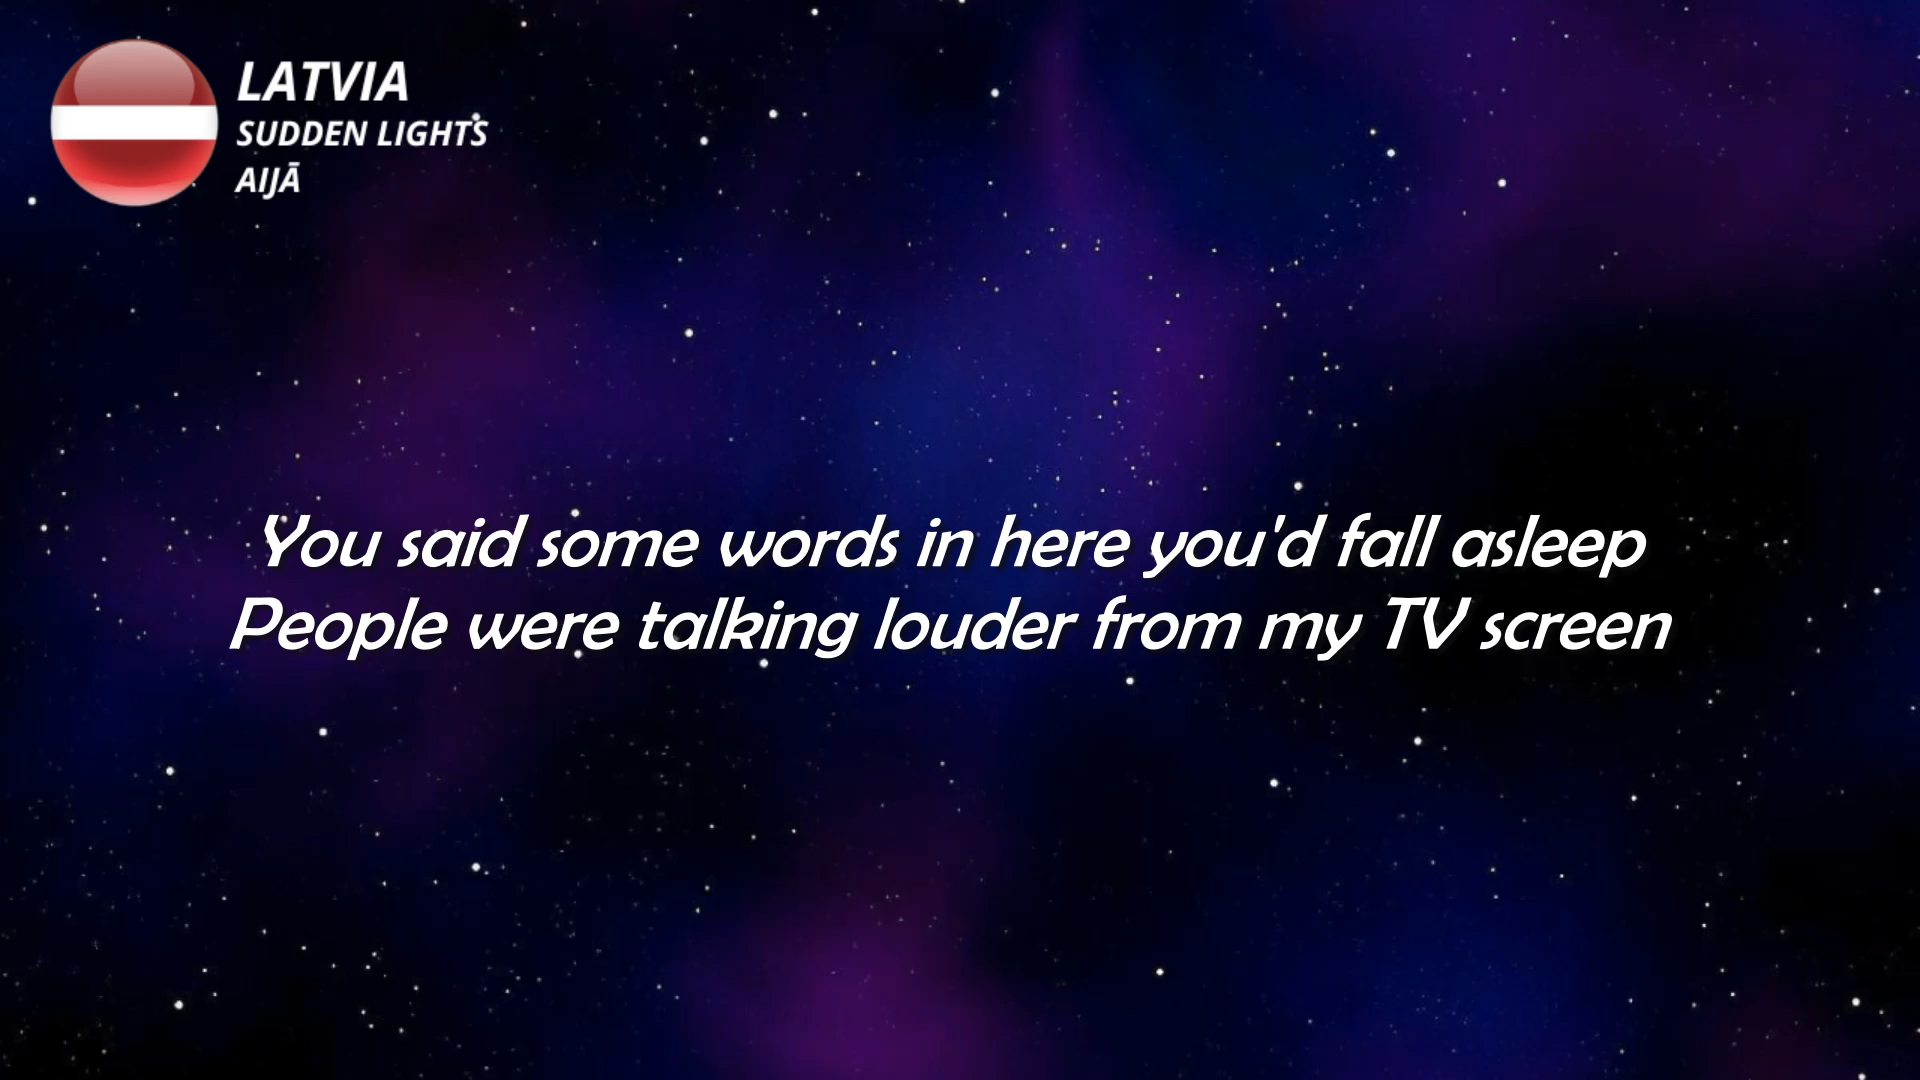 LATVIA
SUDDEN LIGHTS
AIJĀ
You said some words in here you'd fall asleep
People were talking louder from my TV screen